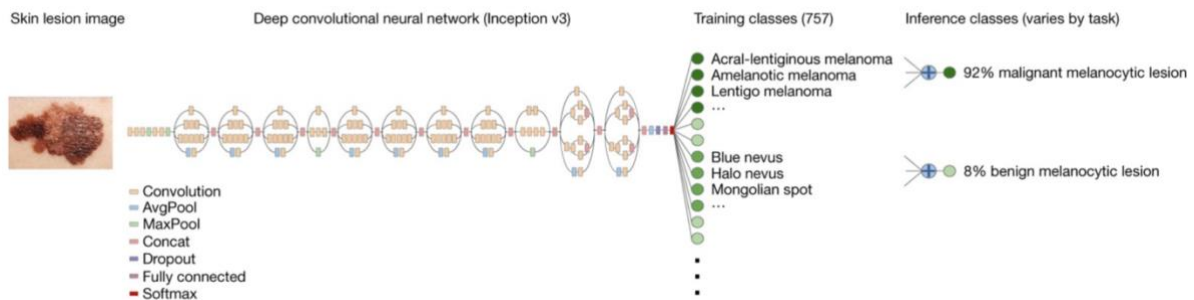 Skin lesion image
Deep convolutional neural network (Inception v3)
Training classes (757)
Inference classes (varies by task)
Acral-lentiginous melanoma
Amelanotic melanoma
Lentigo melanoma
...
Blue nevus
Halo nevus
Mongolian spot
...
92% malignant melanocytic lesion
8% benign melanocytic lesion
Convolution
AvgPool
MaxPool
Concat
Dropout
Fully connected
Softmax